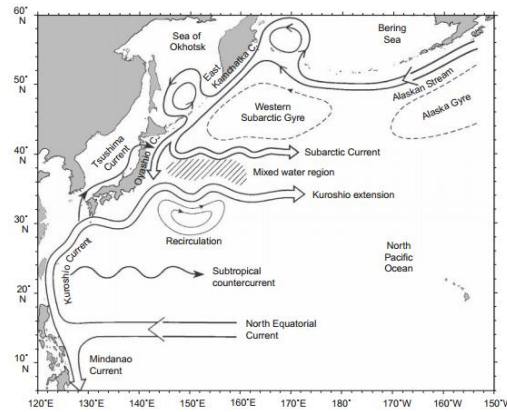 60°
N
50°
N
40°
N
30°
N
20°
N
10°
N
120°E
130°E
140°E
150°E
160°E
170°E
180°
170°W
160°W
150°W
Sea of
Okhotsk
Bering
Sea
East
Kamchatka C.
Alaskan Stream
Alaska Gyre
Western
Subarctic Gyre
Tsushima
Current
Oyashio C.
Subarctic Current
Mixed water region
Kuroshio extension
Recirculation
Kuroshio Current
Subtropical
countercurrent
North
Pacific
Ocean
North Equatorial
Current
Mindanao
Current